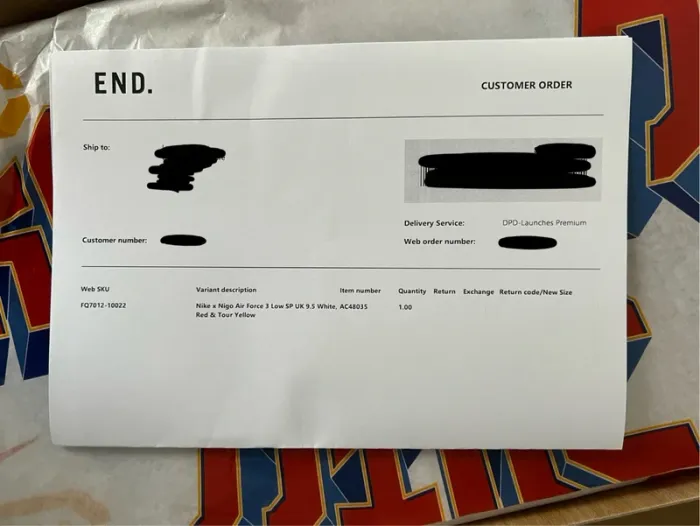 END.
CUSTOMER ORDER
Ship to:
Delivery Service: DPD-Launches Premium
Customer number:
Web order number:
Web SKU Variant description Item number Quantity Return Exchange Return code/New Size
FQ7012-10022 Nike x Nigo Air Force 3 Low SP UK 9.5 White, AC48035 1.00
Red & Tour Yellow